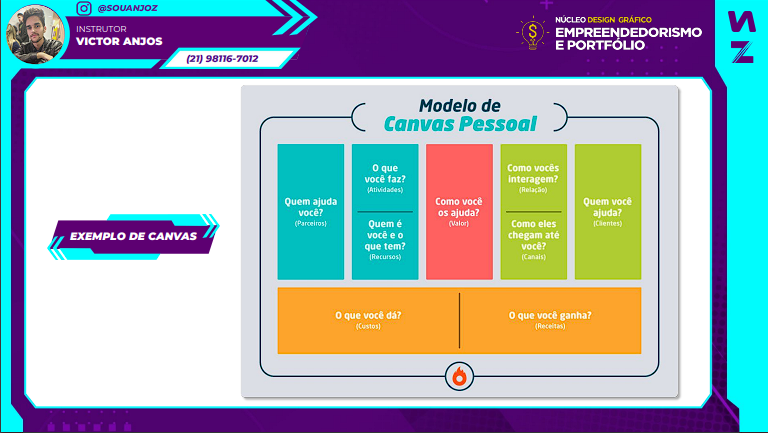 @SOUANJOZ
INSTRUTOR
VICTOR ANJOS
(21) 98116-7012
NÚCLEO DESIGN GRÁFICO
EMPREENDEDORISMO
E PORTFÓLIO
EXEMPLO DE CANVAS
Modelo de
Canvas Pessoal
Quem ajuda
você?
(Parceiros)
O que
você faz?
(Atividades)
Quem é
você e o
que tem?
(Recursos)
Como você
os ajuda?
(Valor)
Como vocês
interagem?
(Relação)
Como eles
chegam até
você?
(Canais)
Quem você
ajuda?
(Clientes)
O que você dá?
(Custos)
O que você ganha?
(Receitas)